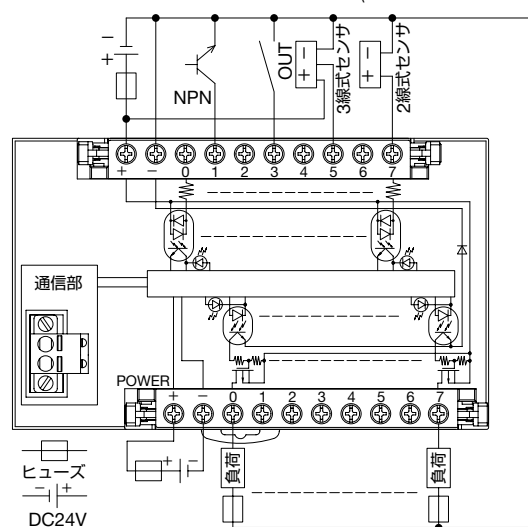 − +
NPN
OUT
+ −
3線式センサ
+ −
2線式センサ
+ − 0 1 2 3 4 5 6 7
通信部
POWER
+ − 0 1 2 3 4 5 6 7
+ −
負荷
負荷
ヒューズ
− +
DC24V